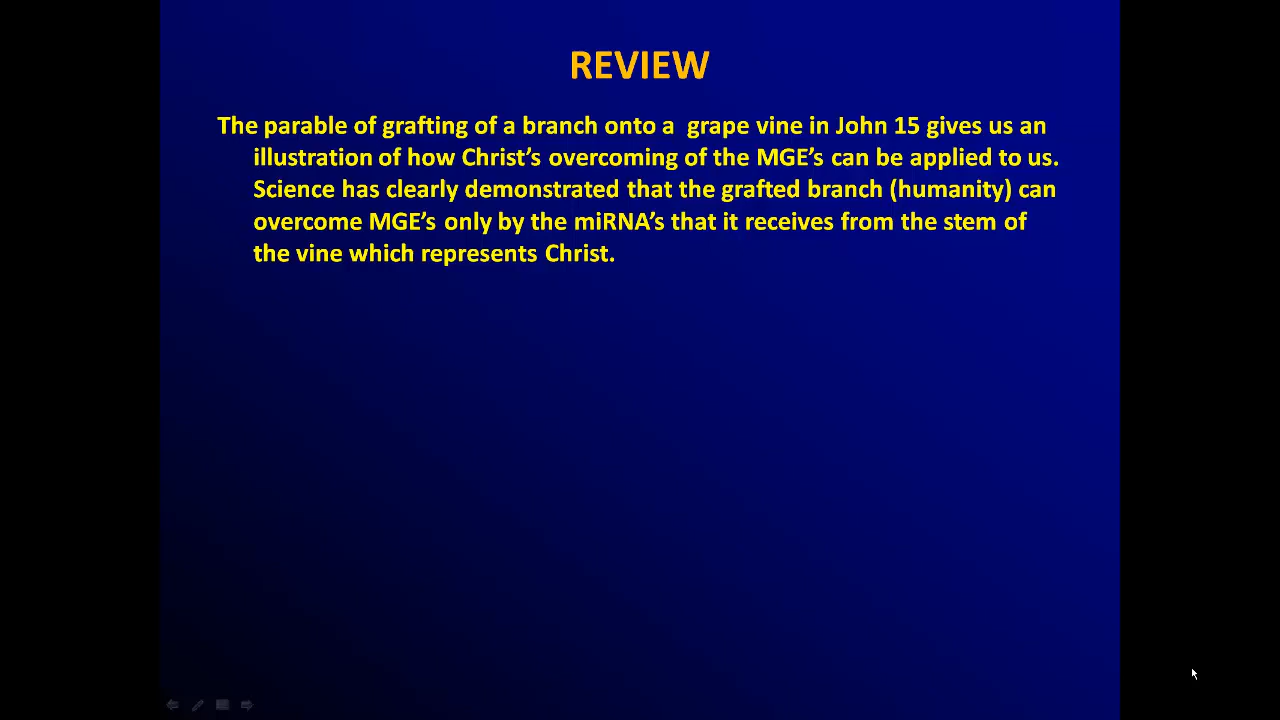 REVIEW
The parable of grafting of a branch onto a  grape vine in John 15 gives us an
illustration of how Christ’s overcoming of the MGE’s can be applied to us.
Science has clearly demonstrated that the grafted branch (humanity) can
overcome MGE’s only by the miRNA’s that it receives from the stem of
the vine which represents Christ.